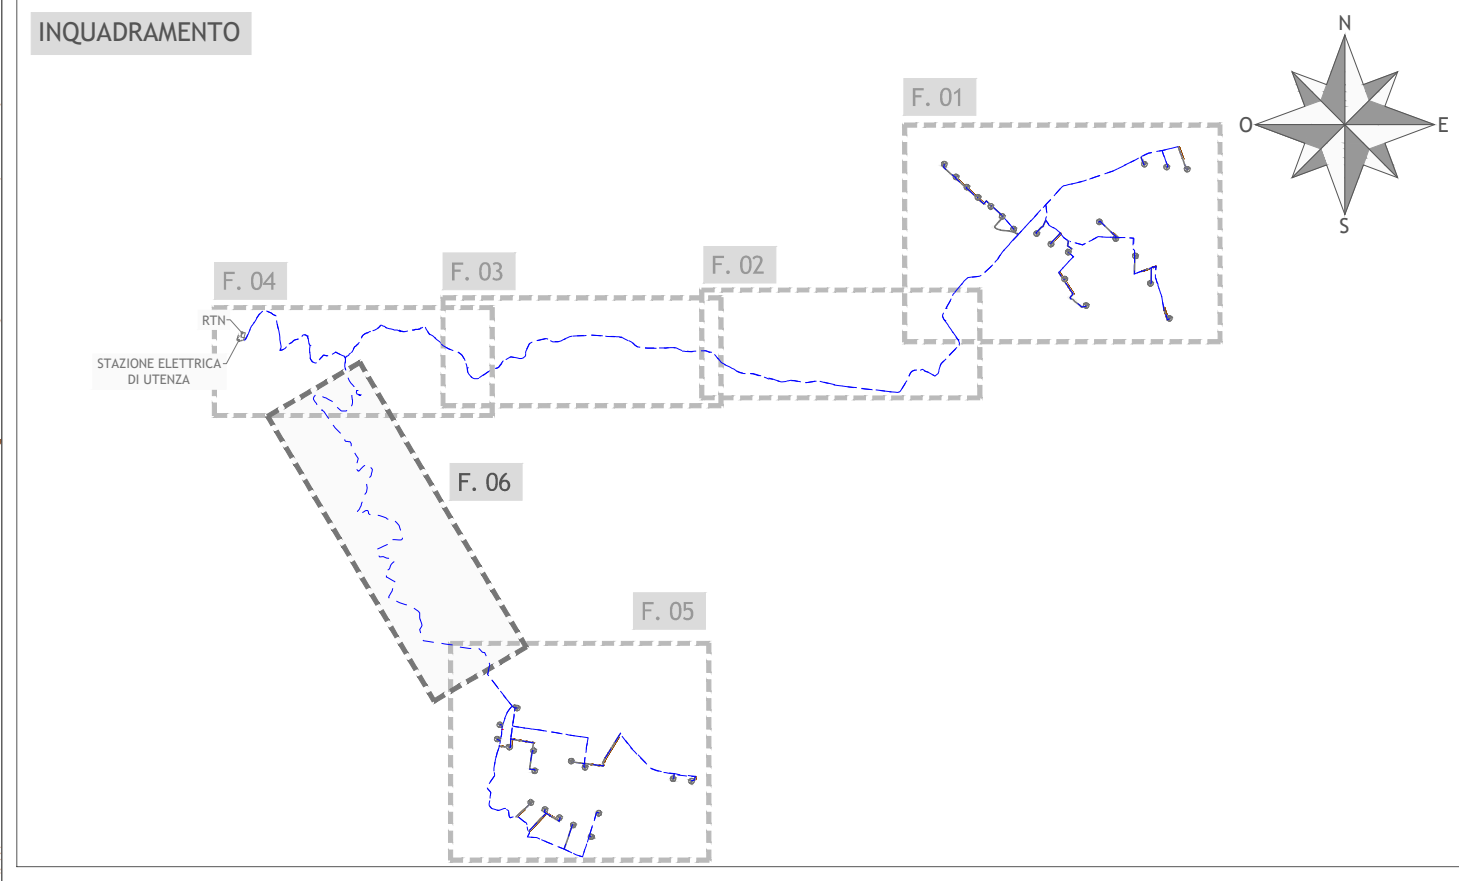 INQUADRAMENTO
N
O
E
S
F. 01
F. 02
F. 03
F. 04
RTN
STAZIONE ELETTRICA
DI UTENZA
F. 06
F. 05